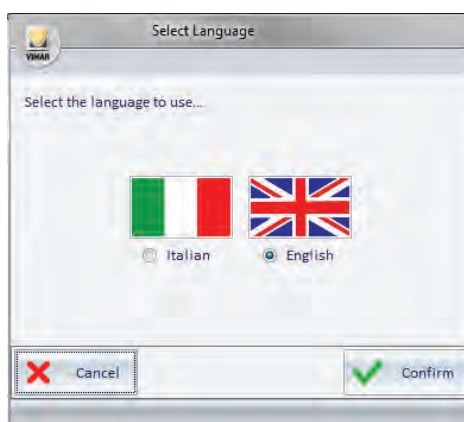 Select Language
VIMAR
Select the language to use...
Italian English
Cancel Confirm